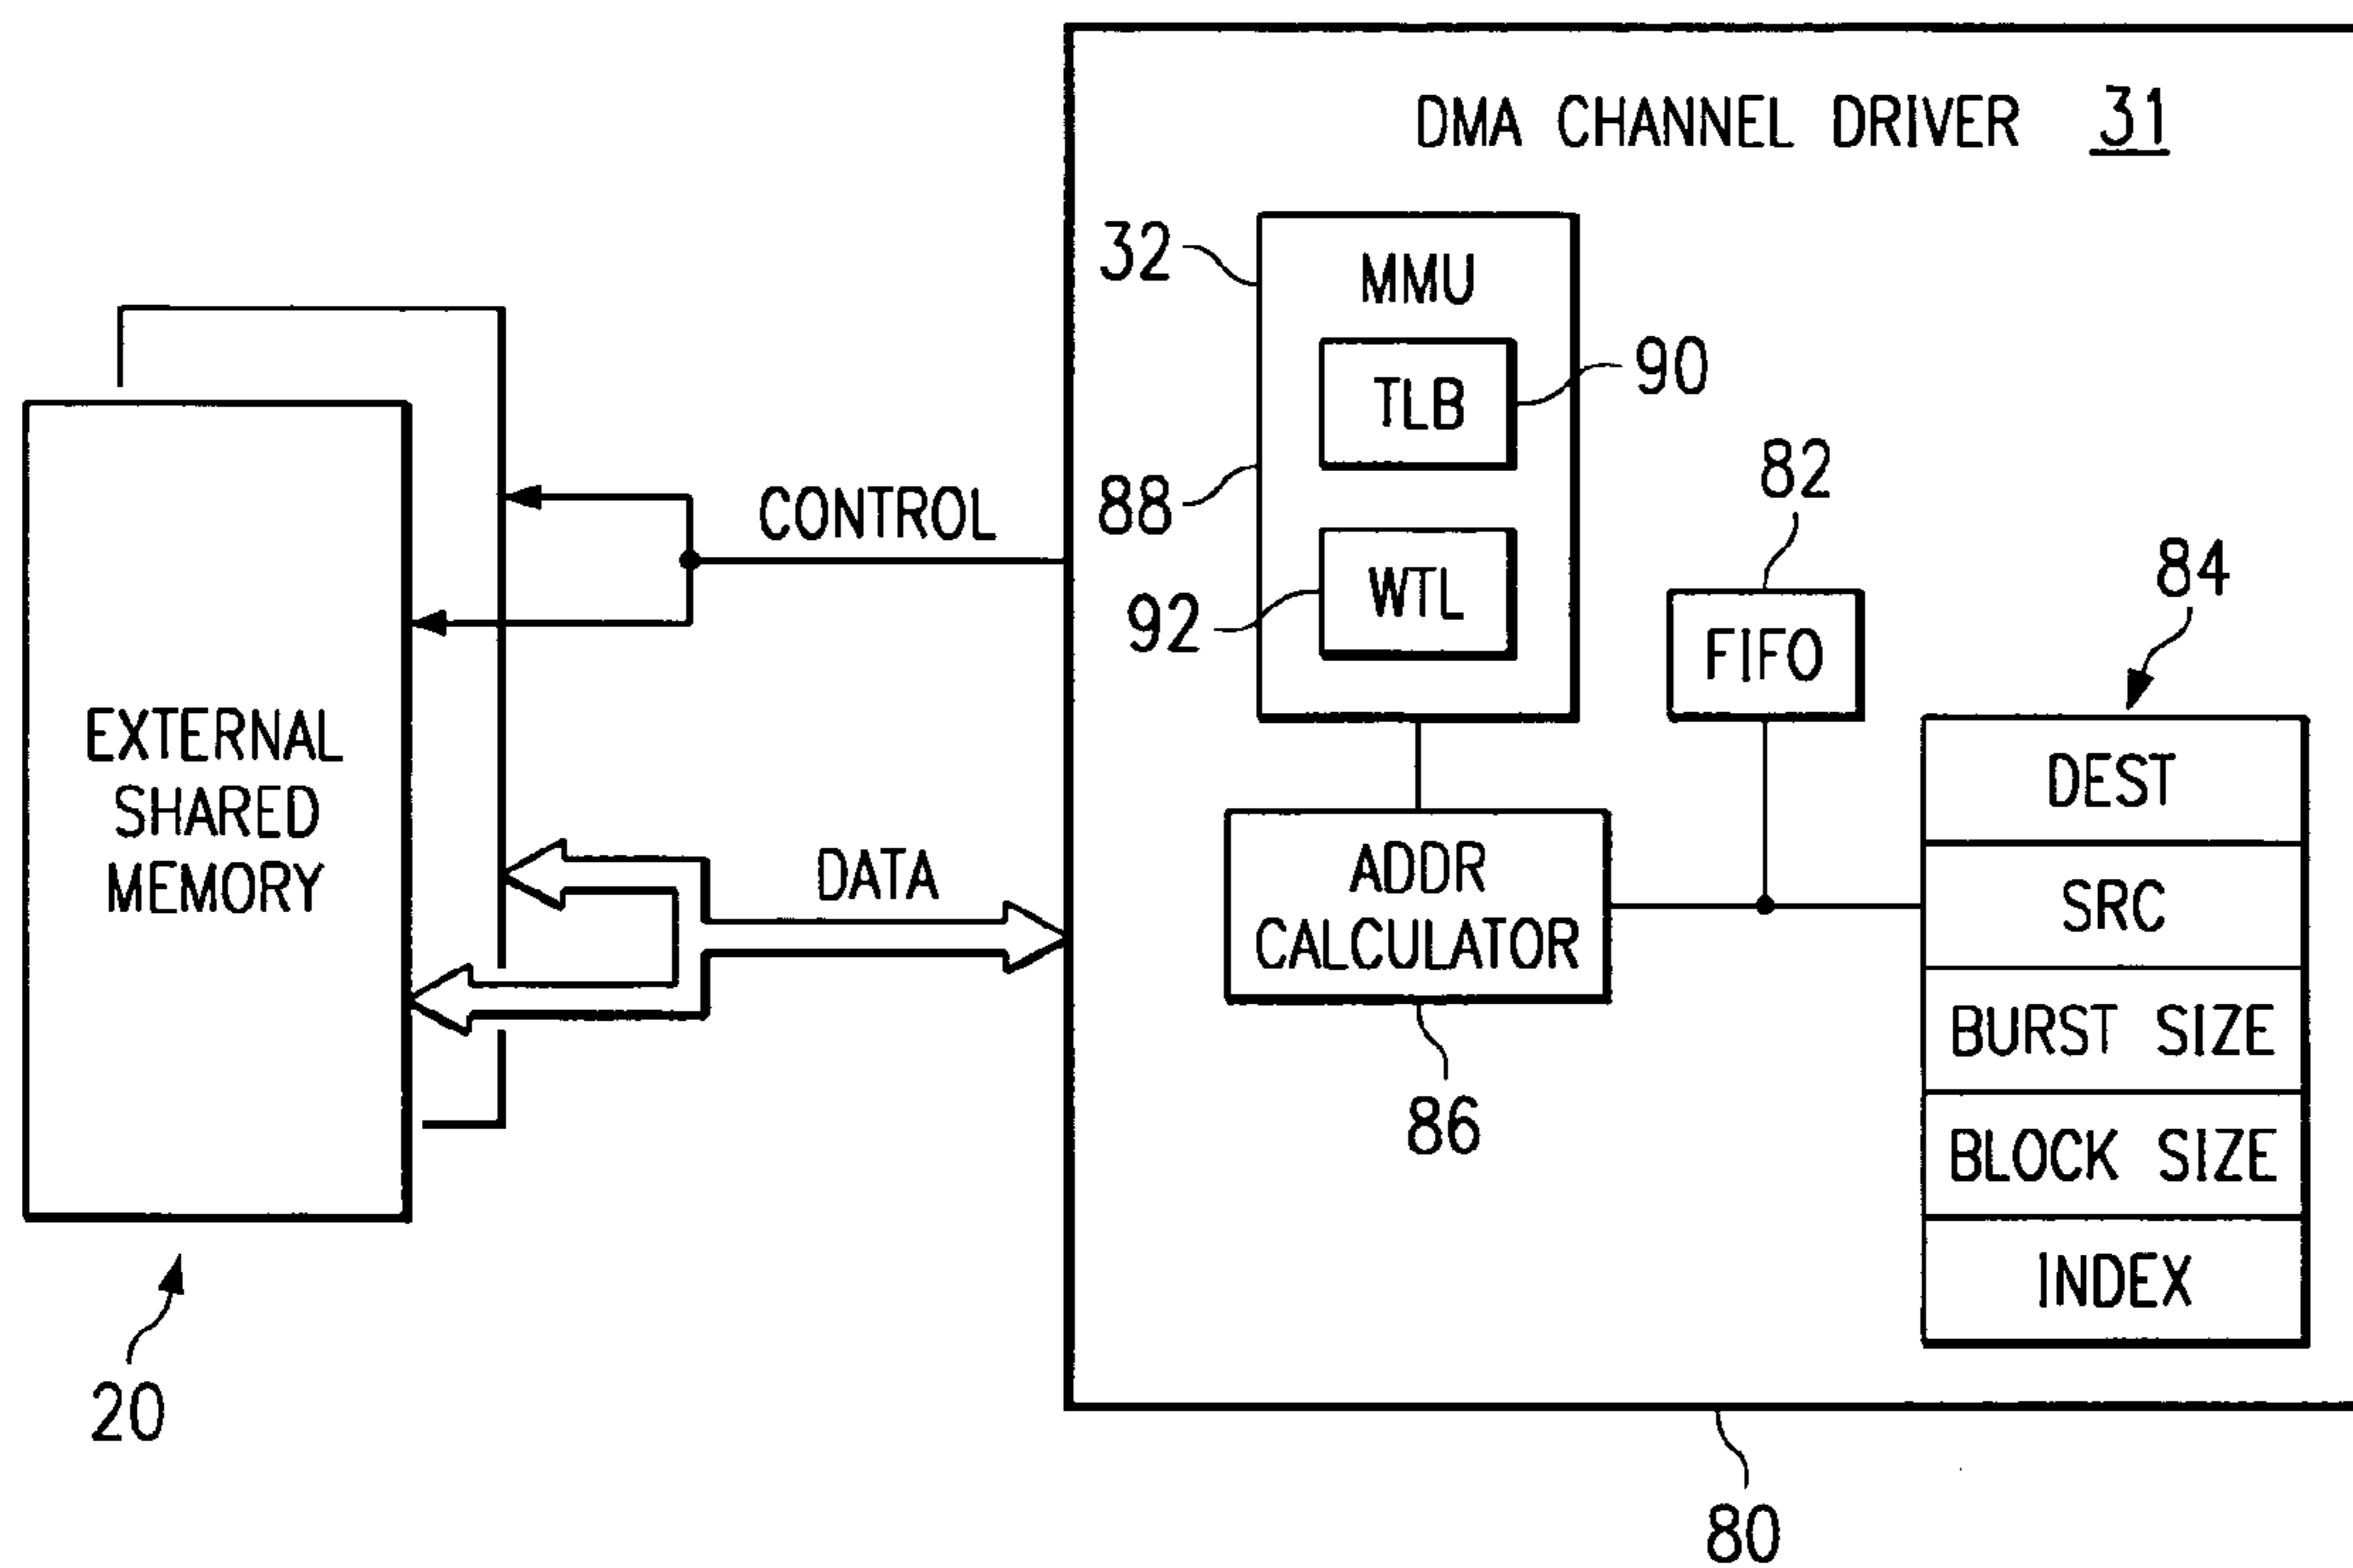 DMA CHANNEL DRIVER 31
32
MMU
TLB
90
88
WTL
92
82
FIFO
84
CONTROL
EXTERNAL
SHARED
MEMORY
DATA
ADDR
CALCULATOR
86
DEST
SRC
BURST SIZE
BLOCK SIZE
INDEX
20
80